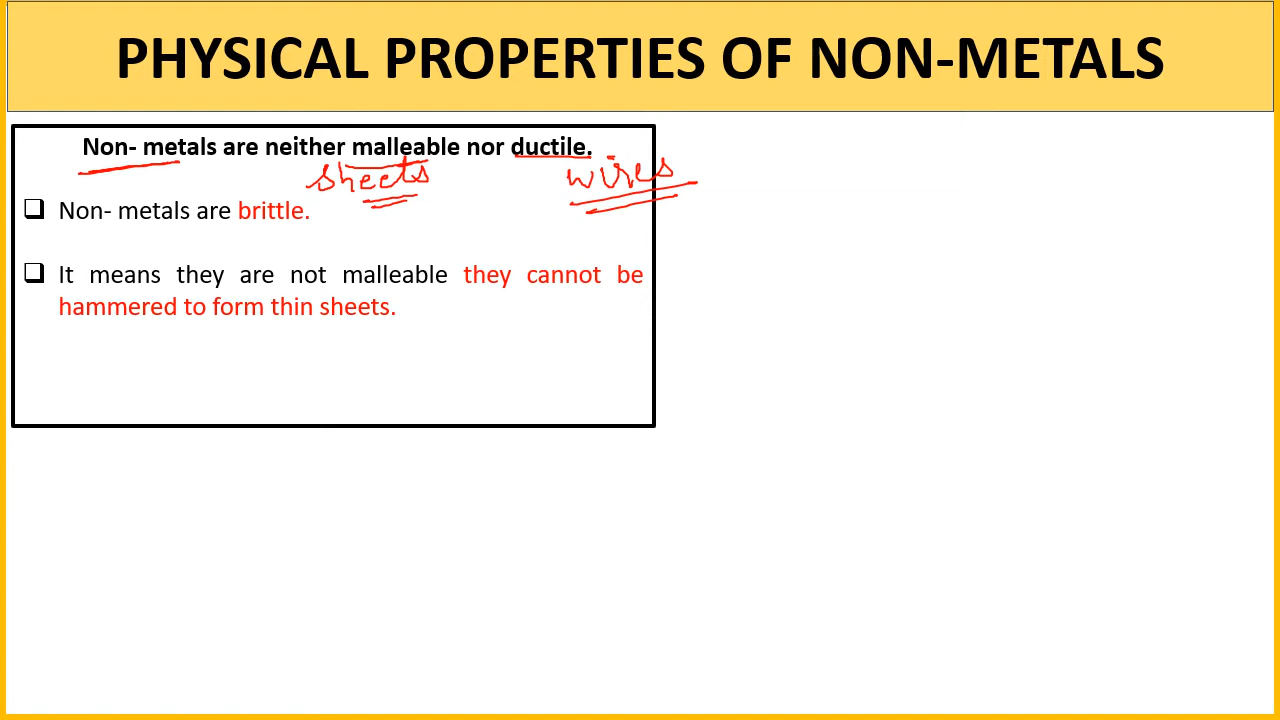 PHYSICAL PROPERTIES OF NON-METALS
Non- metals are neither malleable nor ductile.
sheets wires
Non- metals are brittle.
It means they are not malleable they cannot be
hammered to form thin sheets.